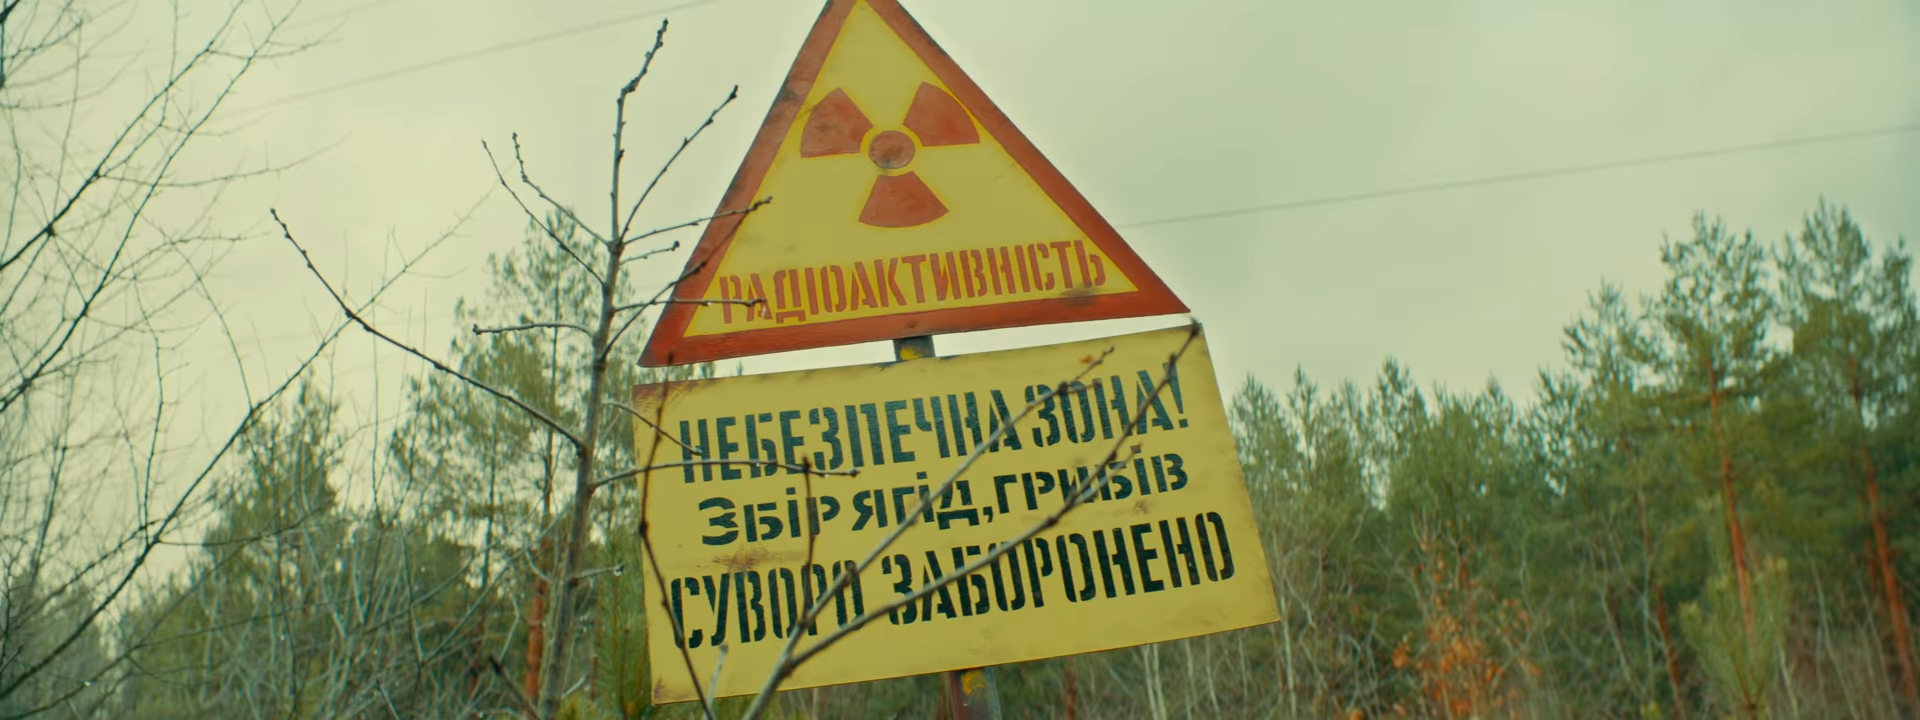 РАДІОАКТИВНІСТЬ
НЕБЕЗПЕЧНА ЗОНА!
Збір ягід, грибів
СУВОРО ЗАБОРОНЕНО